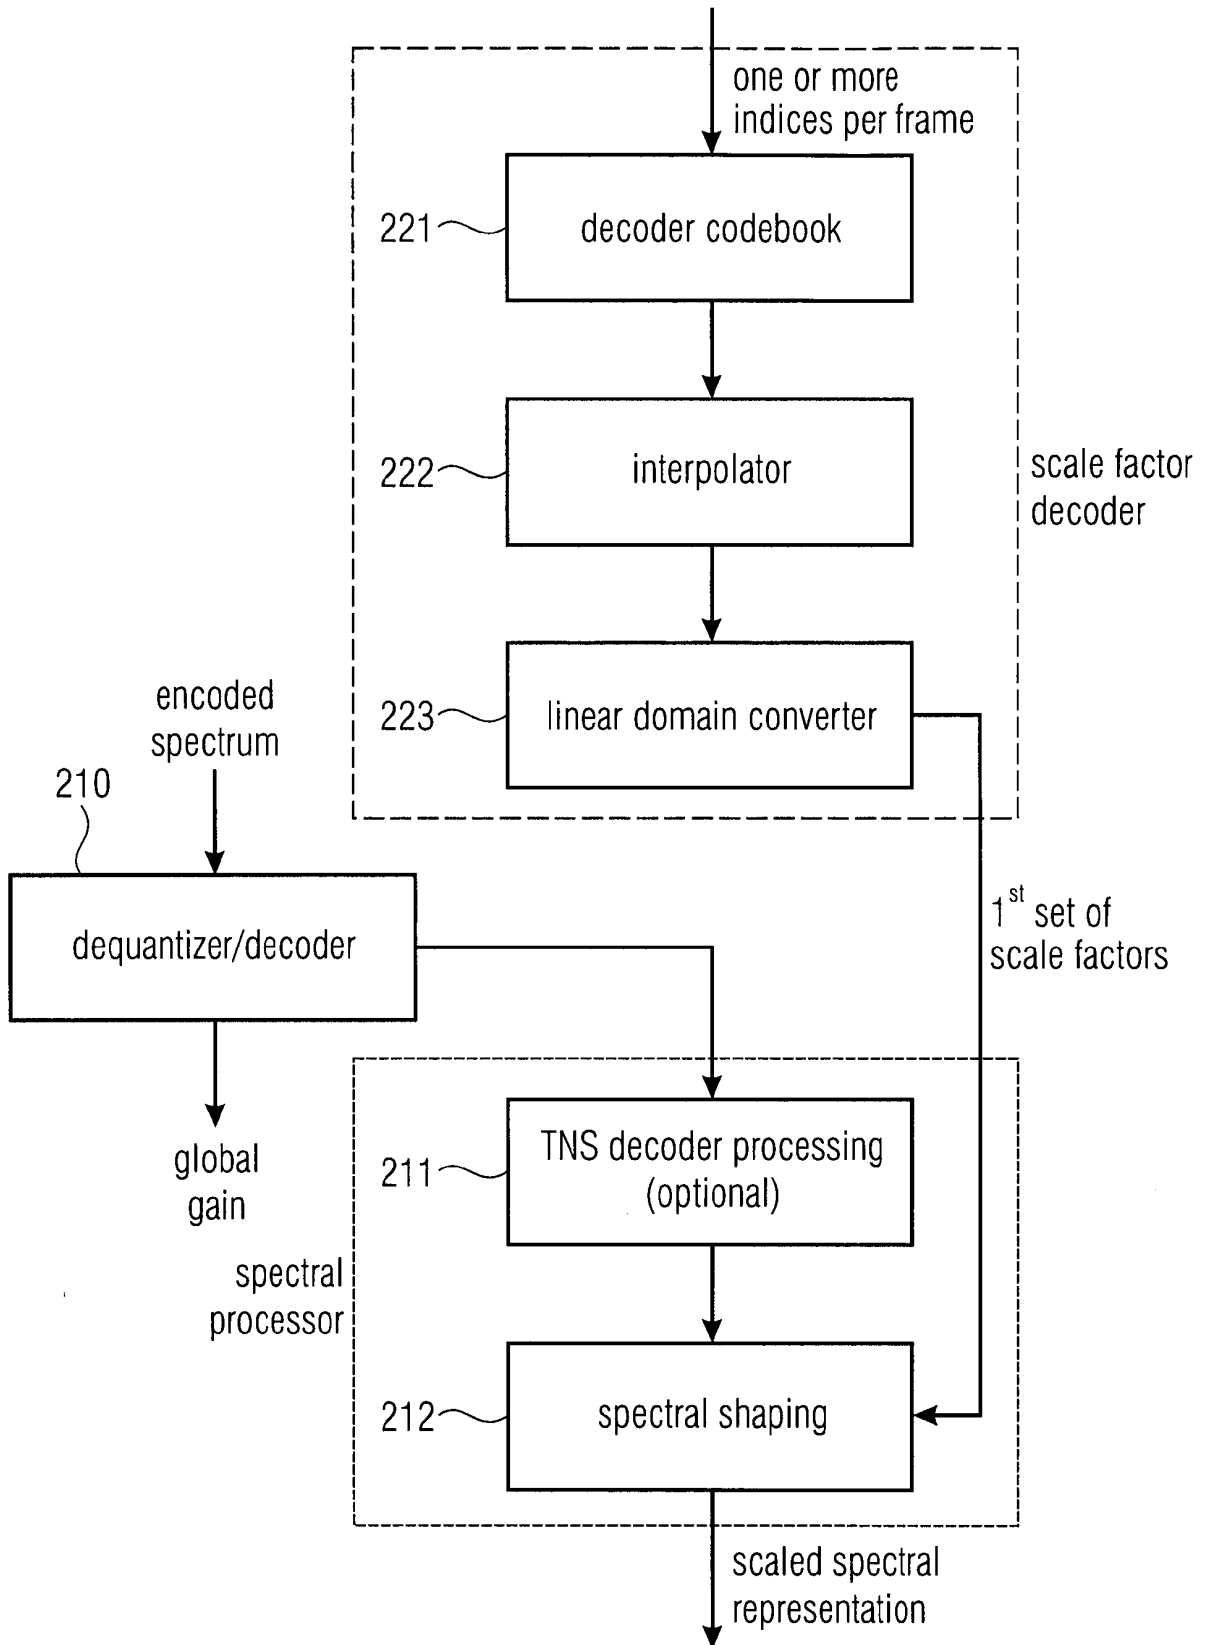 one or more
indices per frame
221
decoder codebook
222
interpolator
scale factor
decoder
223
linear domain converter
encoded
spectrum
210
dequantizer/decoder
1st set of
scale factors
global
gain
211
TNS decoder processing
(optional)
spectral
processor
212
spectral shaping
scaled spectral
representation